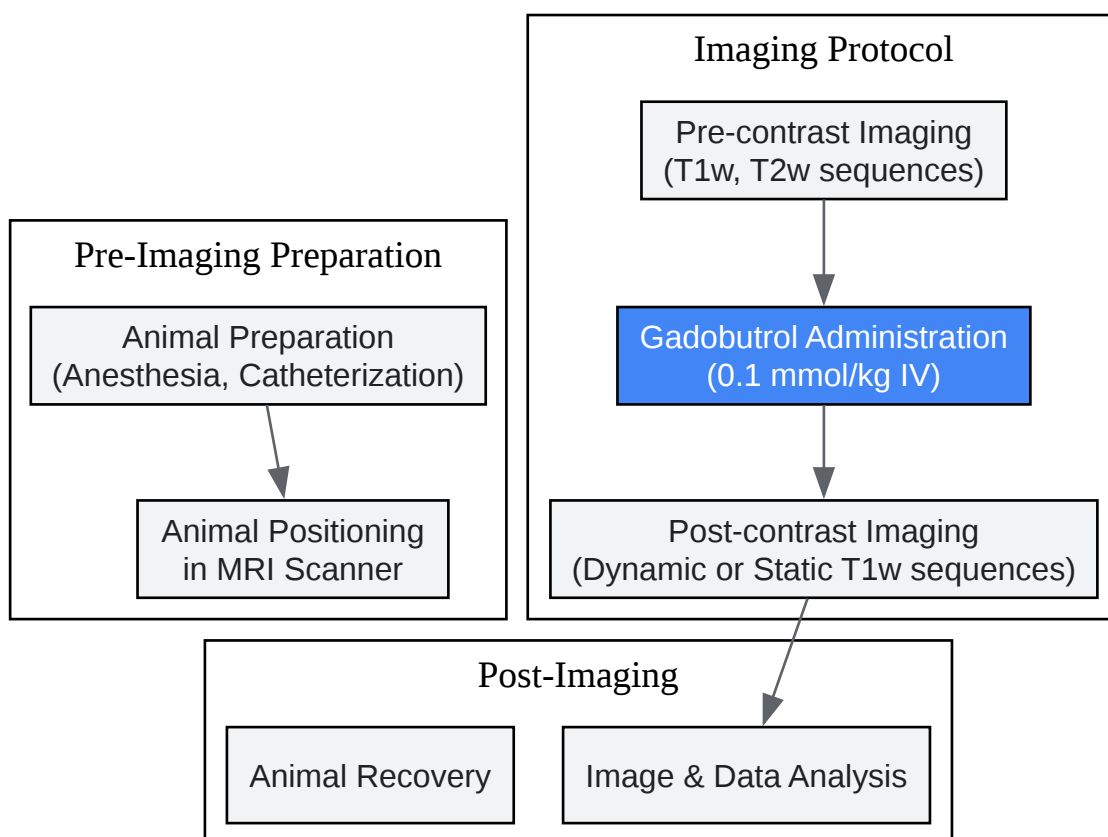 Pre-Imaging Preparation
Animal Preparation
(Anesthesia, Catheterization)
Animal Positioning
in MRI Scanner
Imaging Protocol
Pre-contrast Imaging
(T1w, T2w sequences)
Gadobutrol Administration
(0.1 mmol/kg IV)
Post-contrast Imaging
(Dynamic or Static T1w sequences)
Post-Imaging
Animal Recovery
Image & Data Analysis